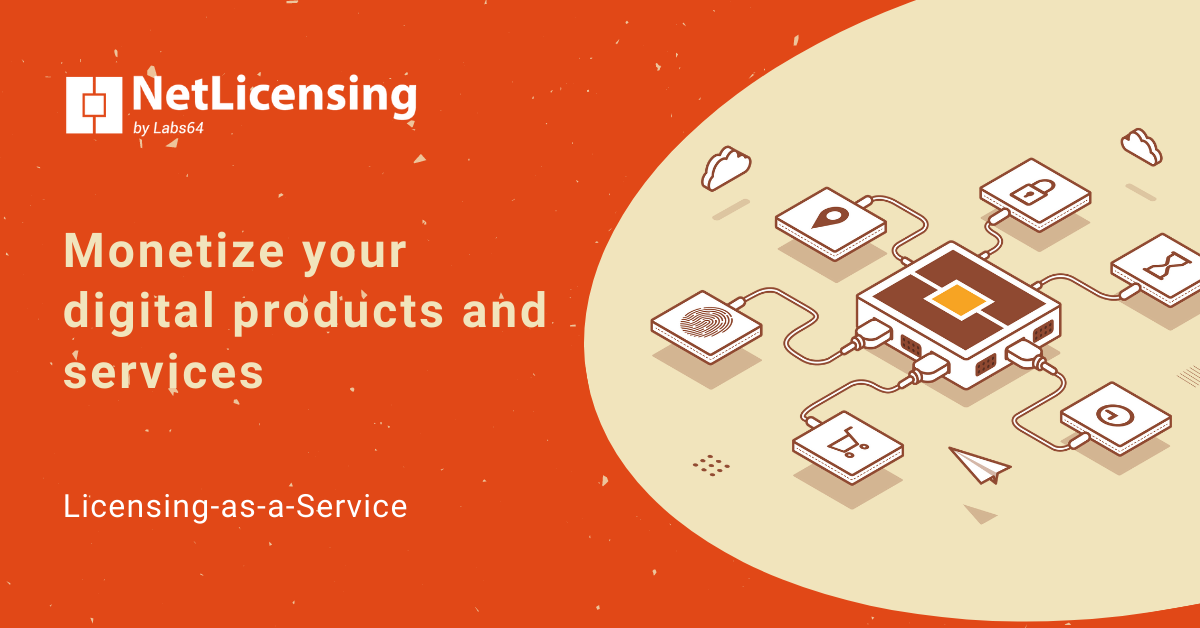 NetLicensing
by Labs64
Monetize your
digital products and
services
Licensing-as-a-Service